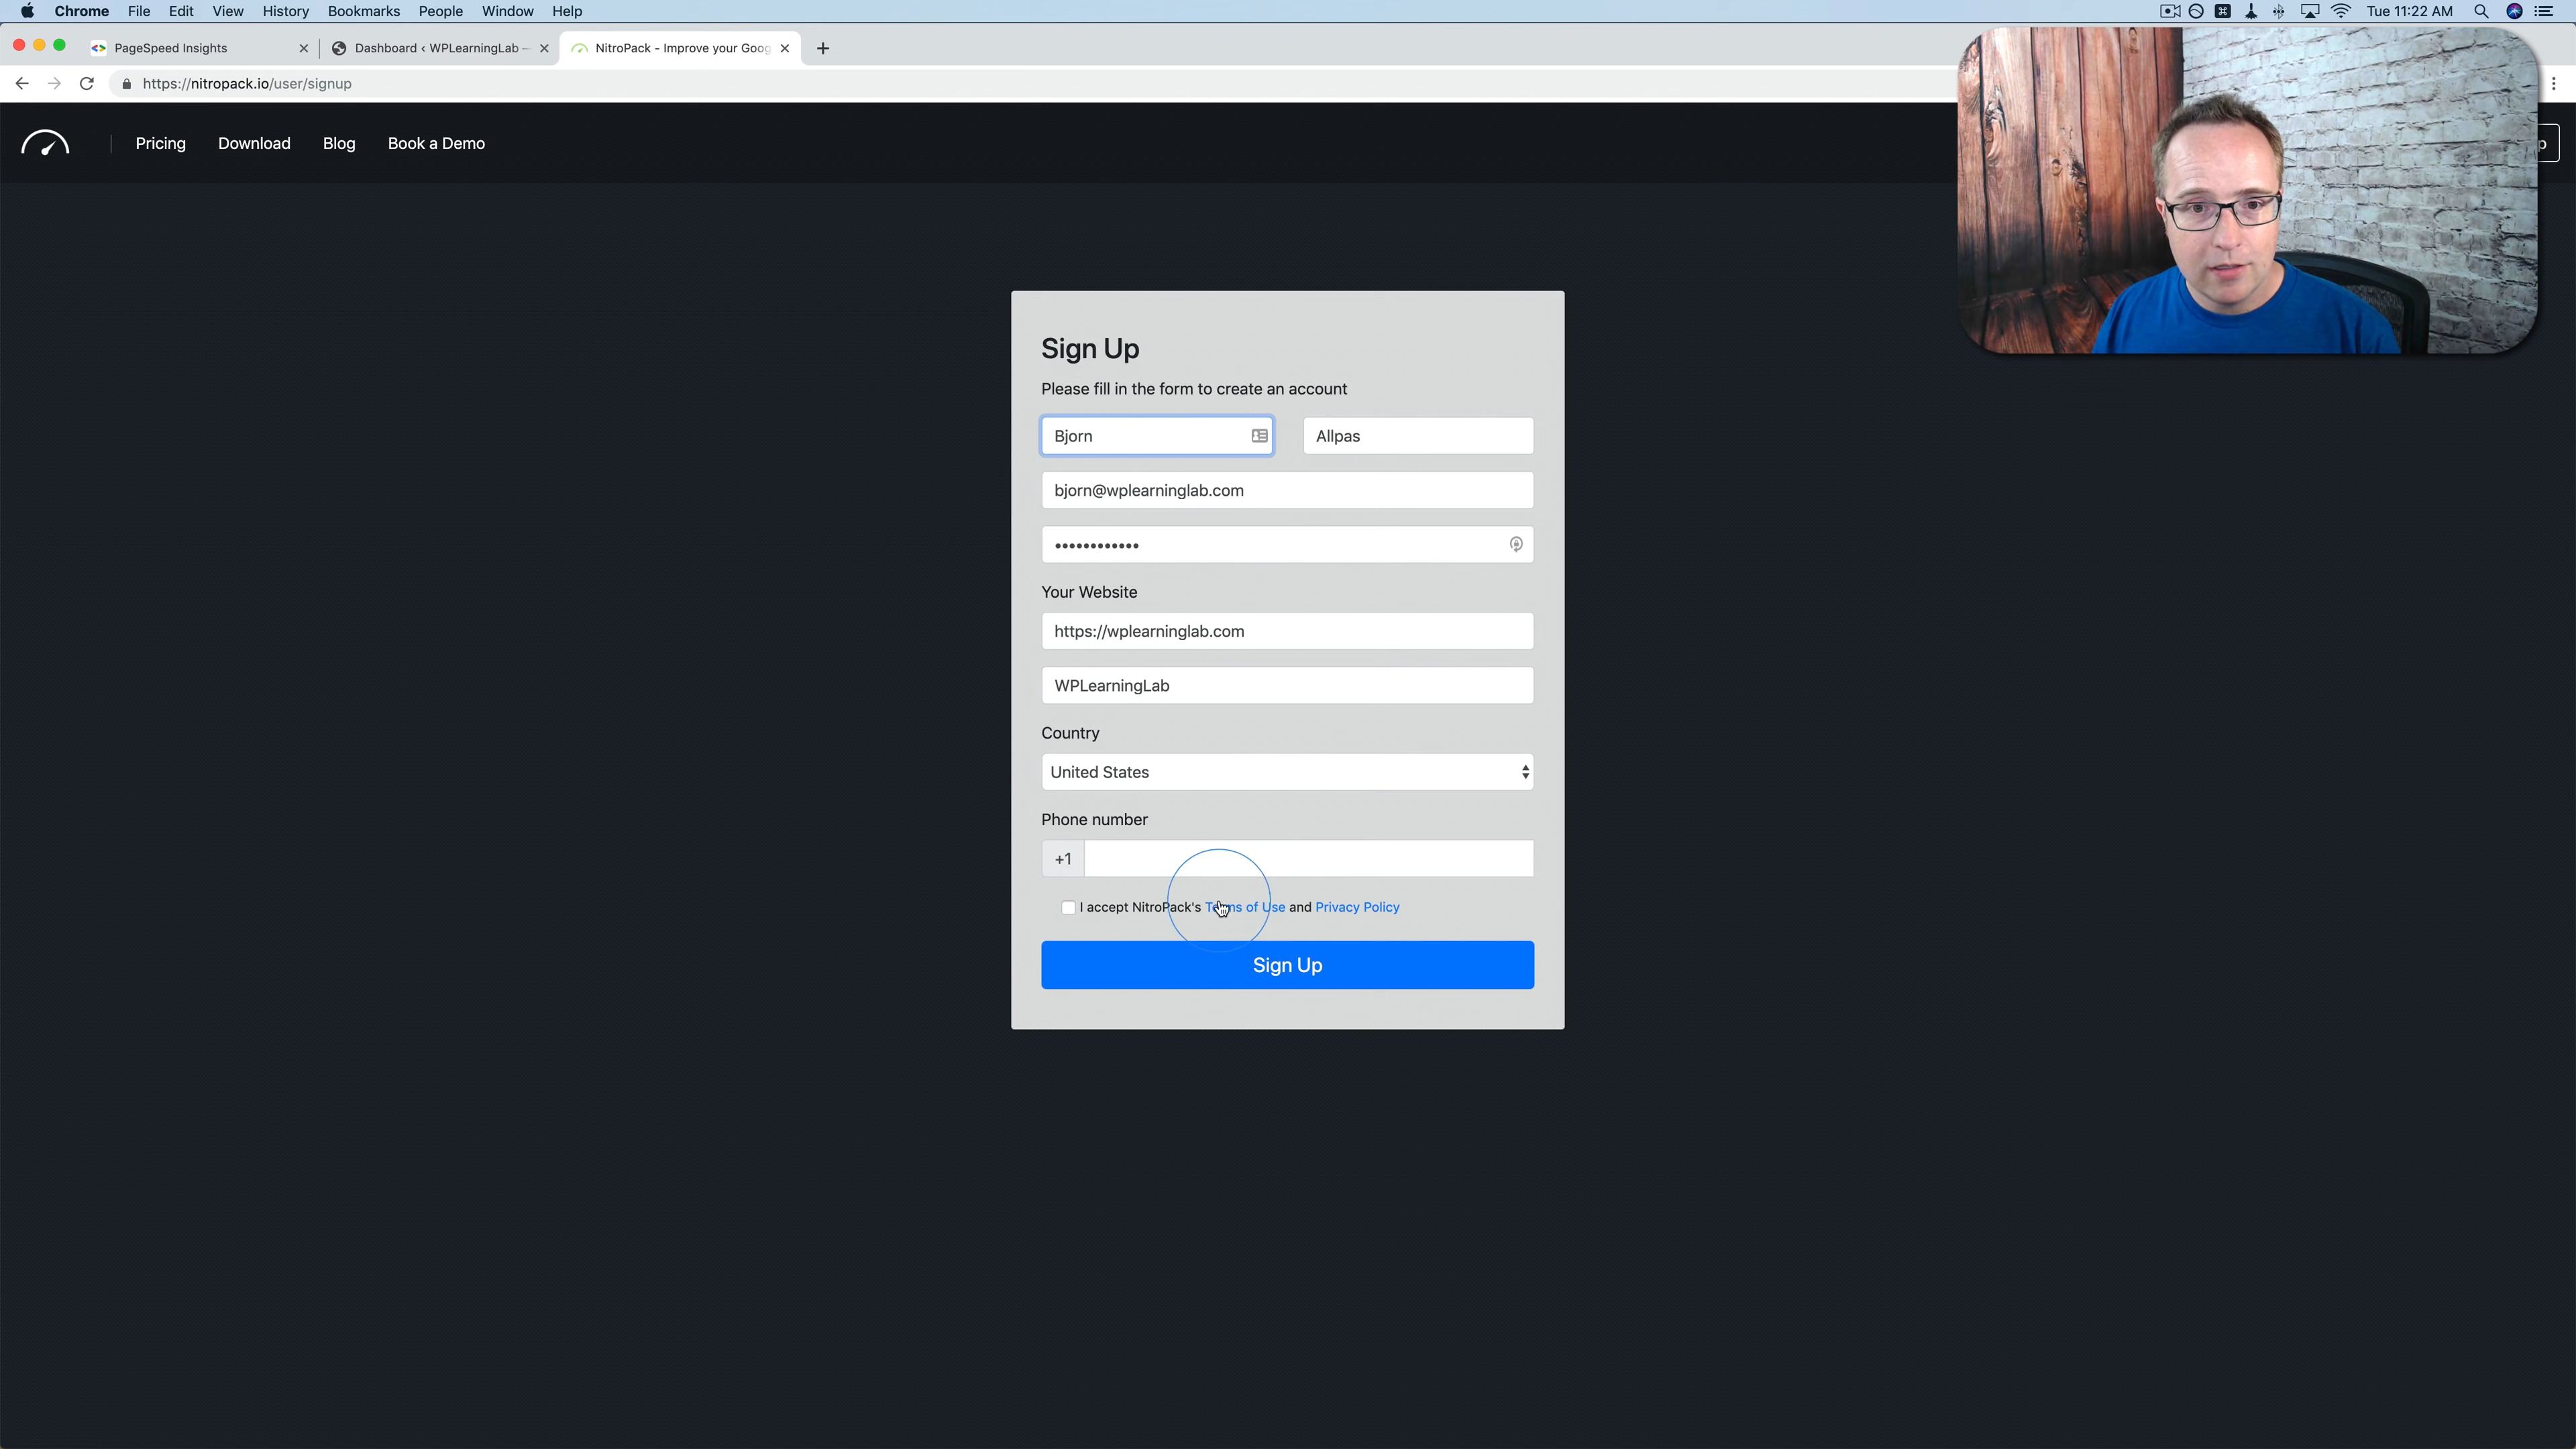 Chrome File Edit View History Bookmarks People Window Help Tue 11:22 AM
PageSpeed Insights Dashboard ‹ WPLearningLab — NitroPack - Improve your Goog
https://nitropack.io/user/signup
Pricing Download Blog Book a Demo
Sign Up
Please fill in the form to create an account
Bjorn Allpas
bjorn@wplearninglab.com
••••••••••••
Your Website
https://wplearninglab.com
WPLearningLab
Country
United States
Phone number
+1
I accept NitroPack's Terms of Use and Privacy Policy
Sign Up